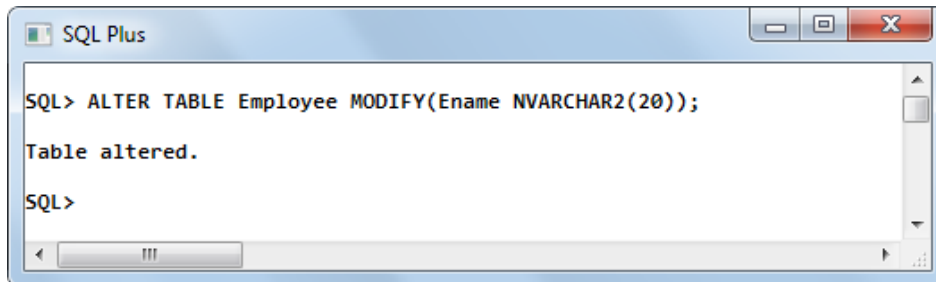 SQL Plus
SQL> ALTER TABLE Employee MODIFY(Ename NVARCHAR2(20));
Table altered.
SQL>